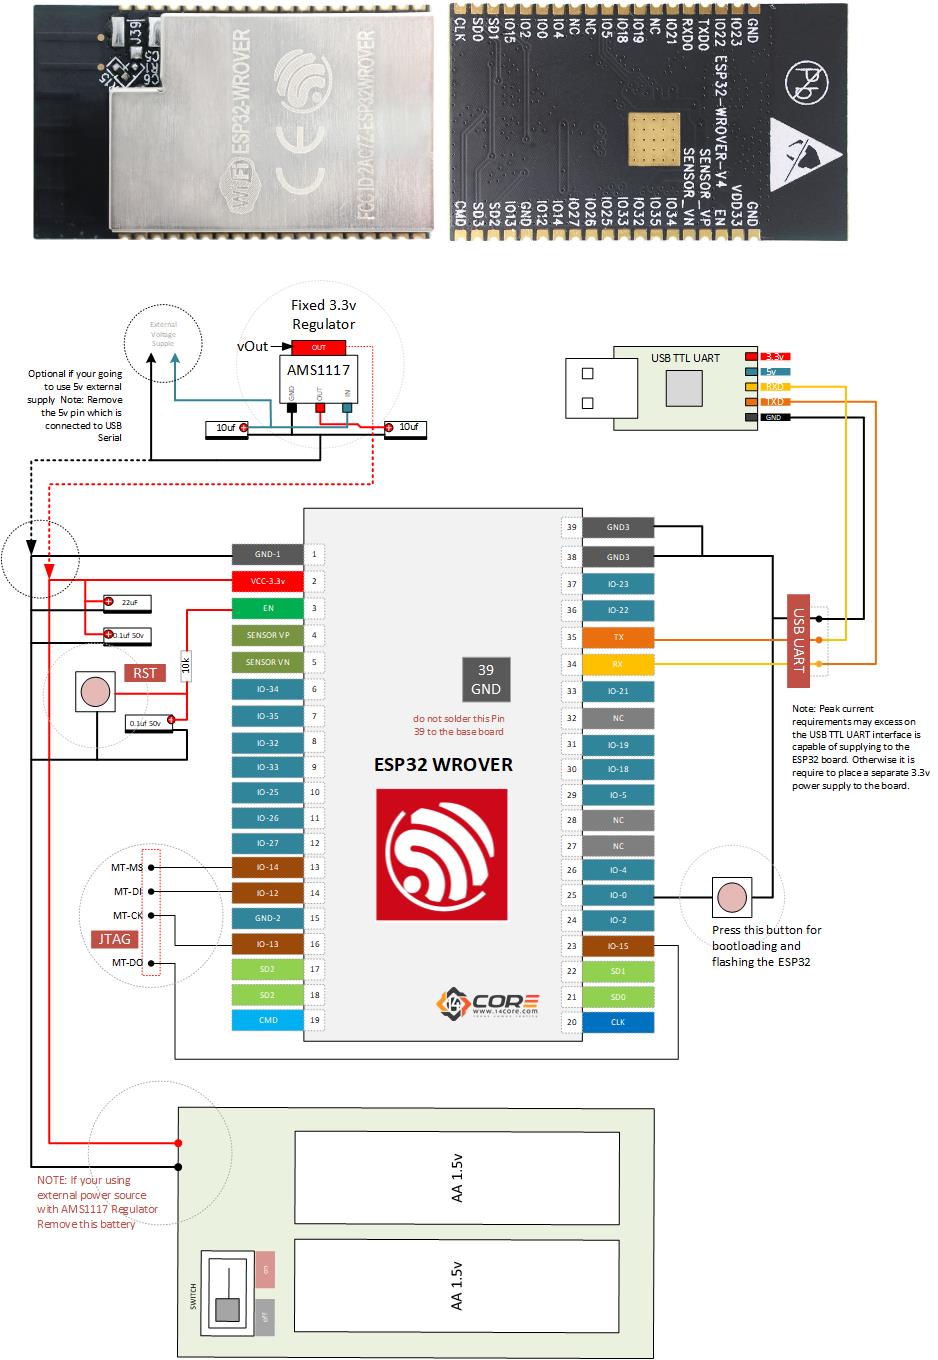 J39
C5
R1
C6
R15
WiFi ESP32-WROVER
CE
FCC ID 2AC7Z-ESP32WROVER
CLK
SD0
SD1
IO15
IO2
IO0
IO4
NC
NC
IO5
IO18
IO19
NC
IO21
RXD0
TXD0
IO22
IO23
GND
ESP32-WROVER-V4
Pb
CMD
SD3
SD2
IO13
GND
IO12
IO14
IO27
IO26
IO25
IO33
IO32
IO35
IO34
SENSOR_VN
SENSOR_VP
EN
VDD33
GND
External
Voltage
Supple
Optional if your going
to use 5v external
supply Note: Remove
the 5v pin which is
connected to USB
Serial
Fixed 3.3v
Regulator
vOut
OUT
AMS1117
GND
OUT
IN
10uf
10uf
USB TTL UART
3.3v
5v
RXD
TXD
GND
GND-1 1
VCC-3.3v 2
EN 3
SENSOR VP 4
SENSOR VN 5
IO-34 6
IO-35 7
IO-32 8
IO-33 9
IO-25 10
IO-26 11
IO-27 12
IO-14 13
IO-12 14
GND-2 15
IO-13 16
SD2 17
SD2 18
CMD 19
39 GND3
38 GND3
37 IO-23
36 IO-22
35 TX
34 RX
33 IO-21
32 NC
31 IO-19
30 IO-18
29 IO-5
28 NC
27 NC
26 IO-4
25 IO-0
24 IO-2
23 IO-15
22 SD1
21 SD0
20 CLK
22uF
0.1uf 50v
RST
10k
0.1uf 50v
39
GND
do not solder this Pin
39 to the base board
ESP32 WROVER
14CORE
www.14core.com
USB UART
Note: Peak current
requirements may excess on
the USB TTL UART interface is
capable of supplying to the
ESP32 board. Otherwise it is
require to place a separate 3.3v
power supply to the board.
MT-MS
MT-DI
MT-CK
JTAG
MT-DO
Press this button for
bootloading and
flashing the ESP32
NOTE: If your using
external power source
with AMS1117 Regulator
Remove this battery
AA 1.5v
AA 1.5v
SWITCH
on
off